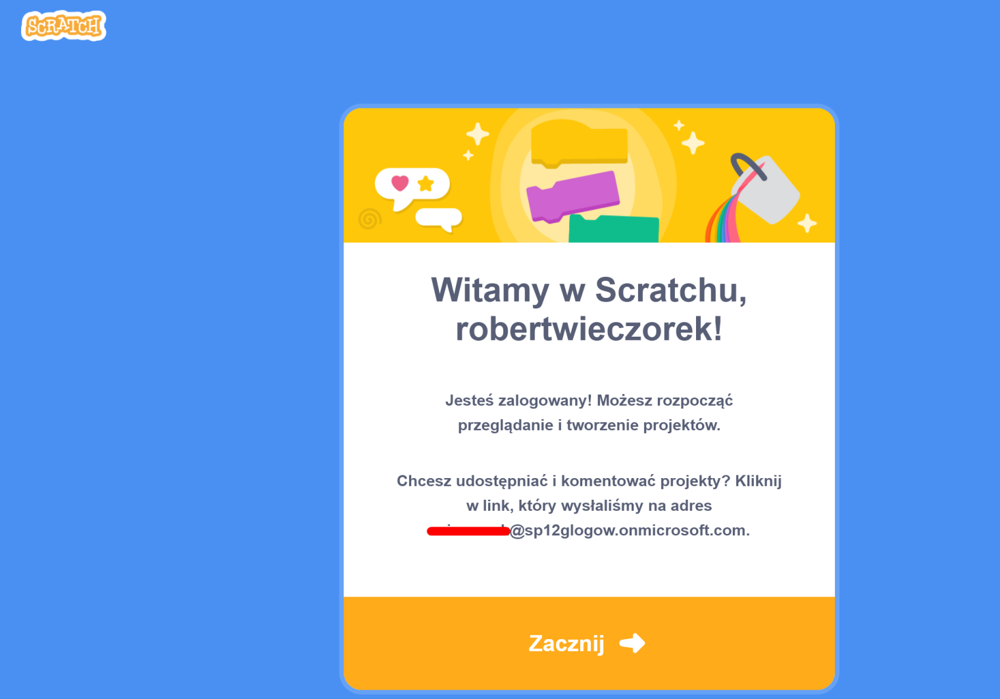 SCRATCH
Witamy w Scratchu,
robertwieczorek!
Jesteś zalogowany! Możesz rozpocząć
przeglądanie i tworzenie projektów.
Chcesz udostępniać i komentować projekty? Kliknij
w link, który wysłaliśmy na adres
@sp12glogow.onmicrosoft.com.
Zacznij